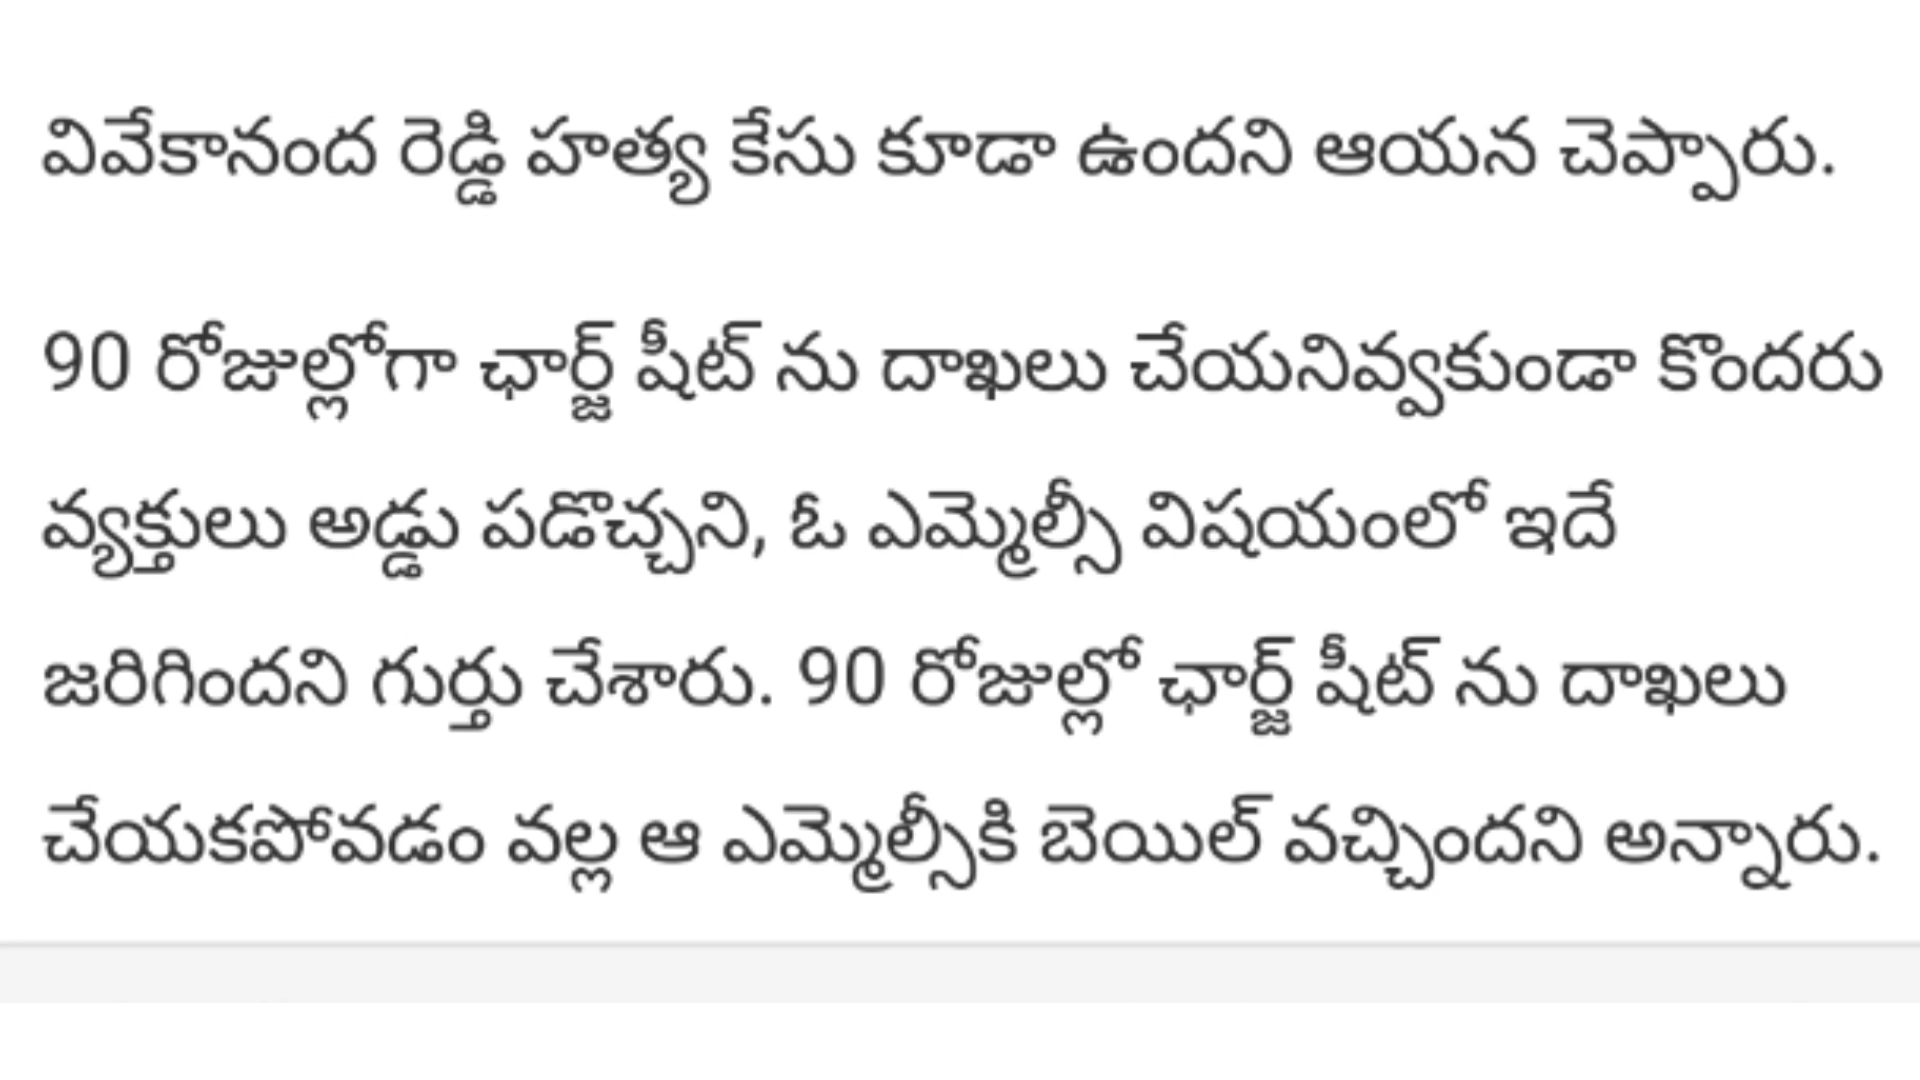 వివేకానంద రెడ్డి హత్య కేసు కూడా ఉందని ఆయన చెప్పారు.
90 రోజుల్లోగా ఛార్జ్ షీట్ ను దాఖలు చేయనివ్వకుండా కొందరు
వ్యక్తులు అడ్డు పడొచ్చని, ఓ ఎమ్మెల్సీ విషయంలో ఇదే
జరిగిందని గుర్తు చేశారు. 90 రోజుల్లో ఛార్జ్ షీట్ ను దాఖలు
చేయకపోవడం వల్ల ఆ ఎమ్మెల్సీకి బెయిల్ వచ్చిందని అన్నారు.